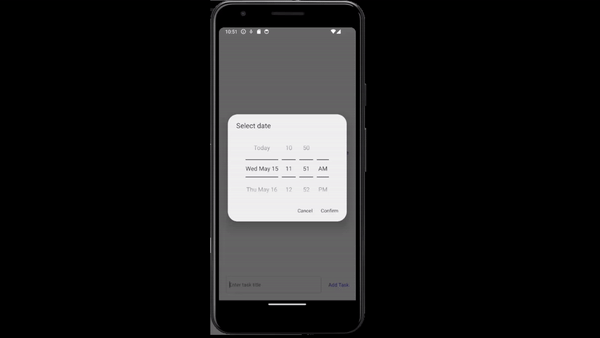 10:51
Select date
Today 10
Wed May 15 11 51 AM
Thu May 16 12 52 PM
Cancel Confirm
Enter task title Add Task